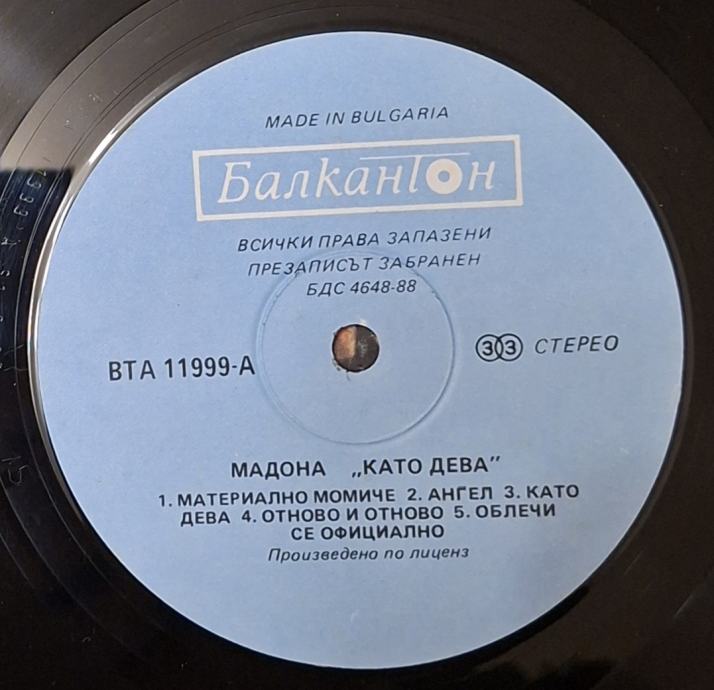 MADE IN BULGARIA
Балкантон
ВСИЧКИ ПРАВА ЗАПАЗЕНИ
ПРЕЗАПИСЪТ ЗАБРАНЕН
БДС 4648-88
ВТА 11999-А
33 СТЕРЕО
МАДОНА „КАТО ДЕВА”
1. МАТЕРИАЛНО МОМИЧЕ 2. АНГЕЛ 3. КАТО
ДЕВА 4. ОТНОВО И ОТНОВО 5. ОБЛЕЧИ
СЕ ОФИЦИАЛНО
Произведено по лиценз